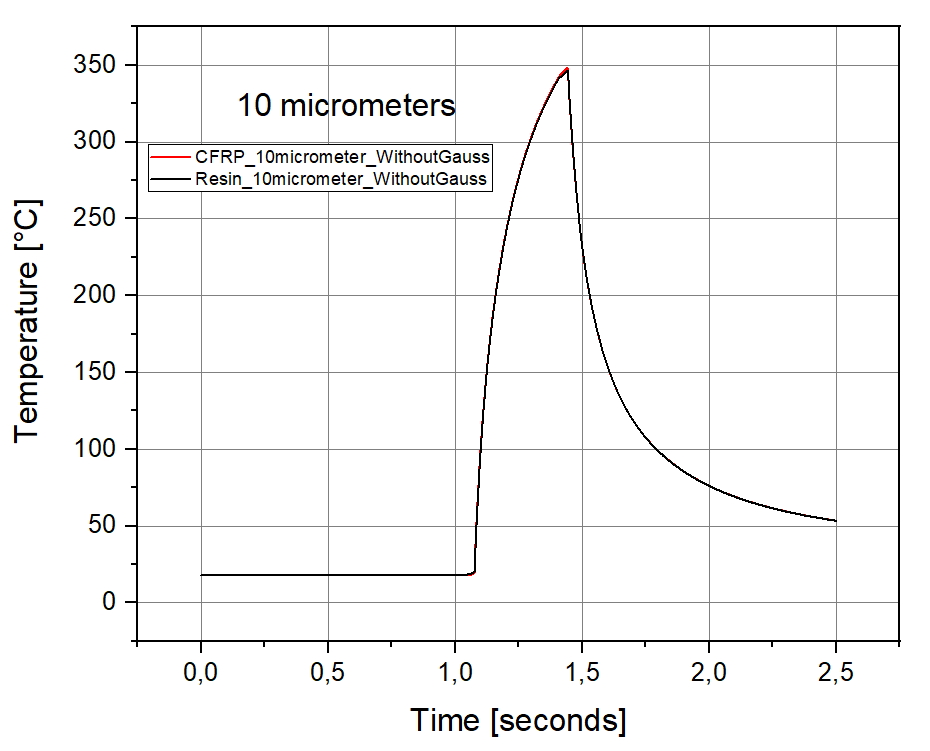 350
300
250
200
150
100
50
0
Temperature [°C]
10 micrometers
CFRP_10micrometer_WithoutGauss
Resin_10micrometer_WithoutGauss
0,0 0,5 1,0 1,5 2,0 2,5
Time [seconds]